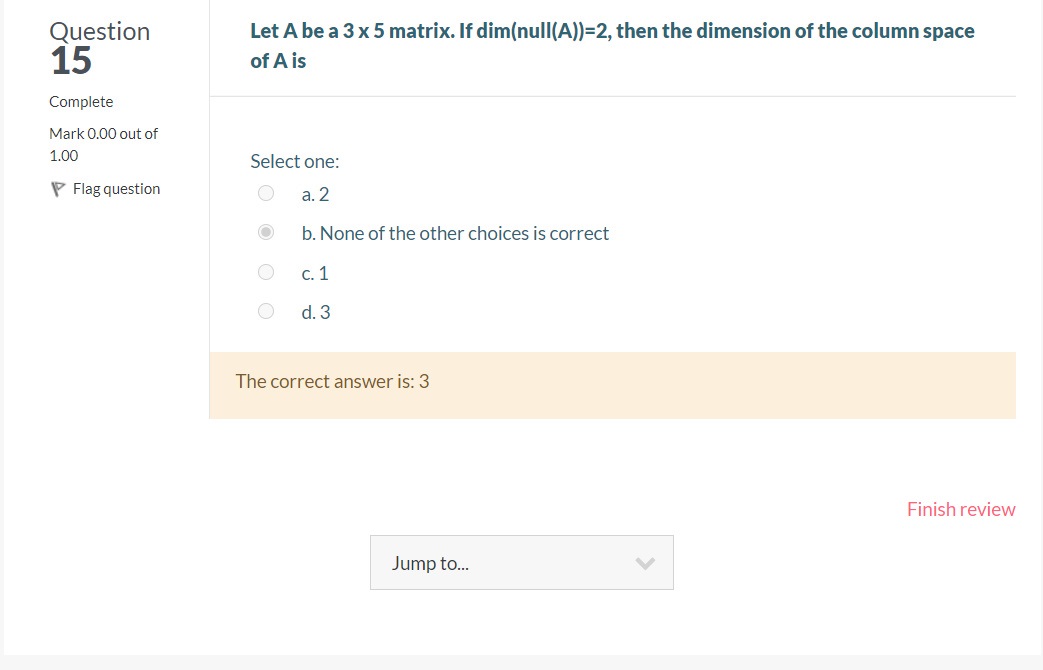 Question
15
Complete
Mark 0.00 out of
1.00
Flag question
Let A be a 3 x 5 matrix. If dim(null(A))=2, then the dimension of the column space
of A is
Select one:
a. 2
b. None of the other choices is correct
c. 1
d. 3
The correct answer is: 3
Finish review
Jump to...